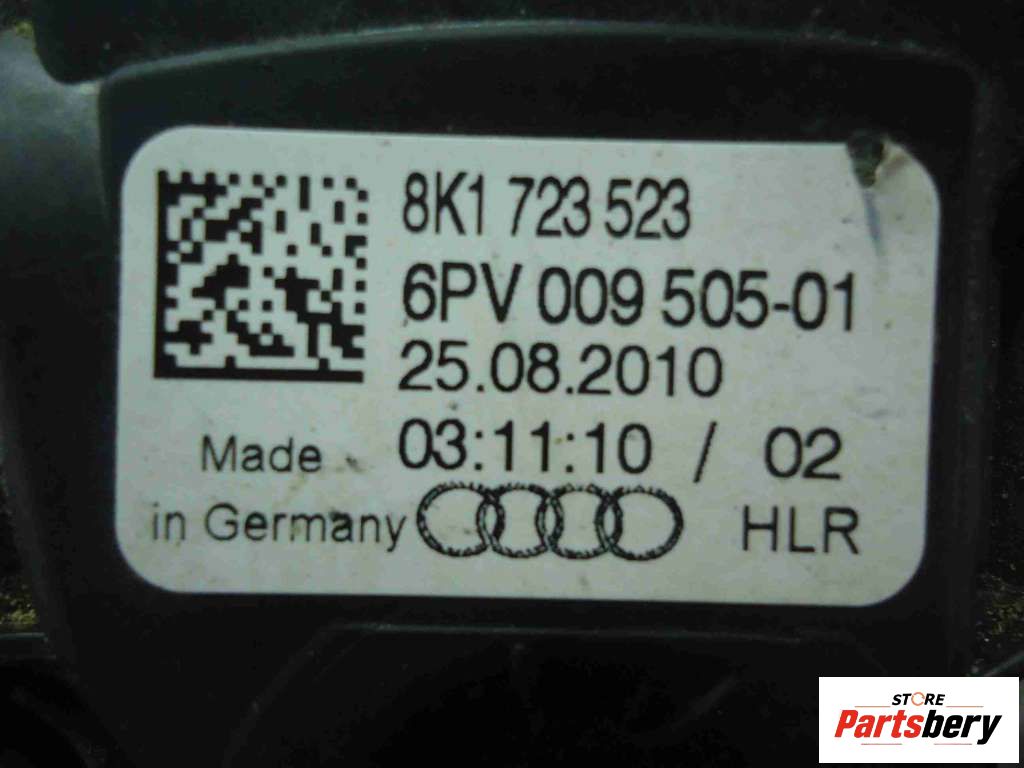 8K1 723 523
6PV 009 505-01
25.08.2010
Made 03:11:10 / 02
in Germany HLR
STORE
Partsbery